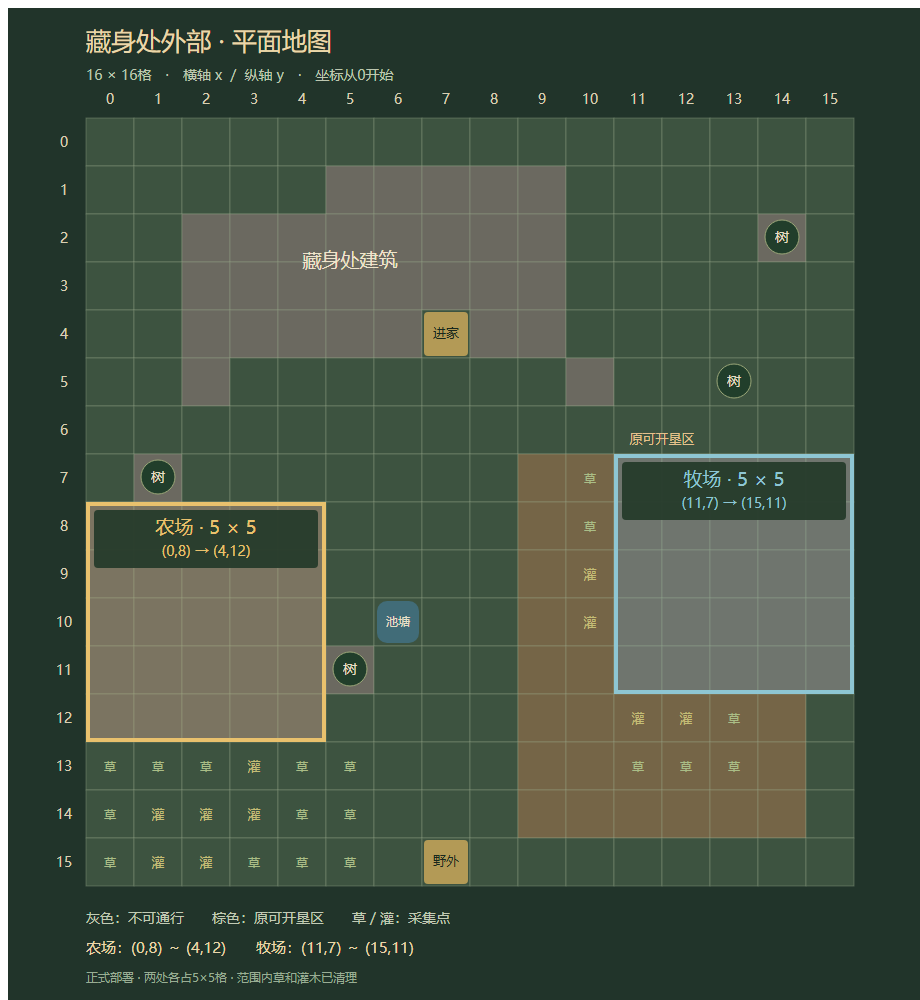 藏身处外部 · 平面地图
16 × 16格 · 横轴 x / 纵轴 y · 坐标从0开始
0 1 2 3 4 5 6 7 8 9 10 11 12 13 14 15
0
1
2 树
藏身处建筑
3
4 进家
5 树
6 原可开垦区
7 树 草 牧场 · 5 × 5
(11,7) → (15,11)
8 农场 · 5 × 5 草
(0,8) → (4,12)
9 灌
10 池塘 灌
11 树
12 灌 灌 草
13 草 草 草 灌 草 草 草 草 草
14 草 灌 灌 灌 草 草
15 草 灌 灌 草 草 草 野外
灰色：不可通行 棕色：原可开垦区 草 / 灌：采集点
农场：(0,8) ~ (4,12) 牧场：(11,7) ~ (15,11)
正式部署 · 两处各占5×5格 · 范围内草和灌木已清理